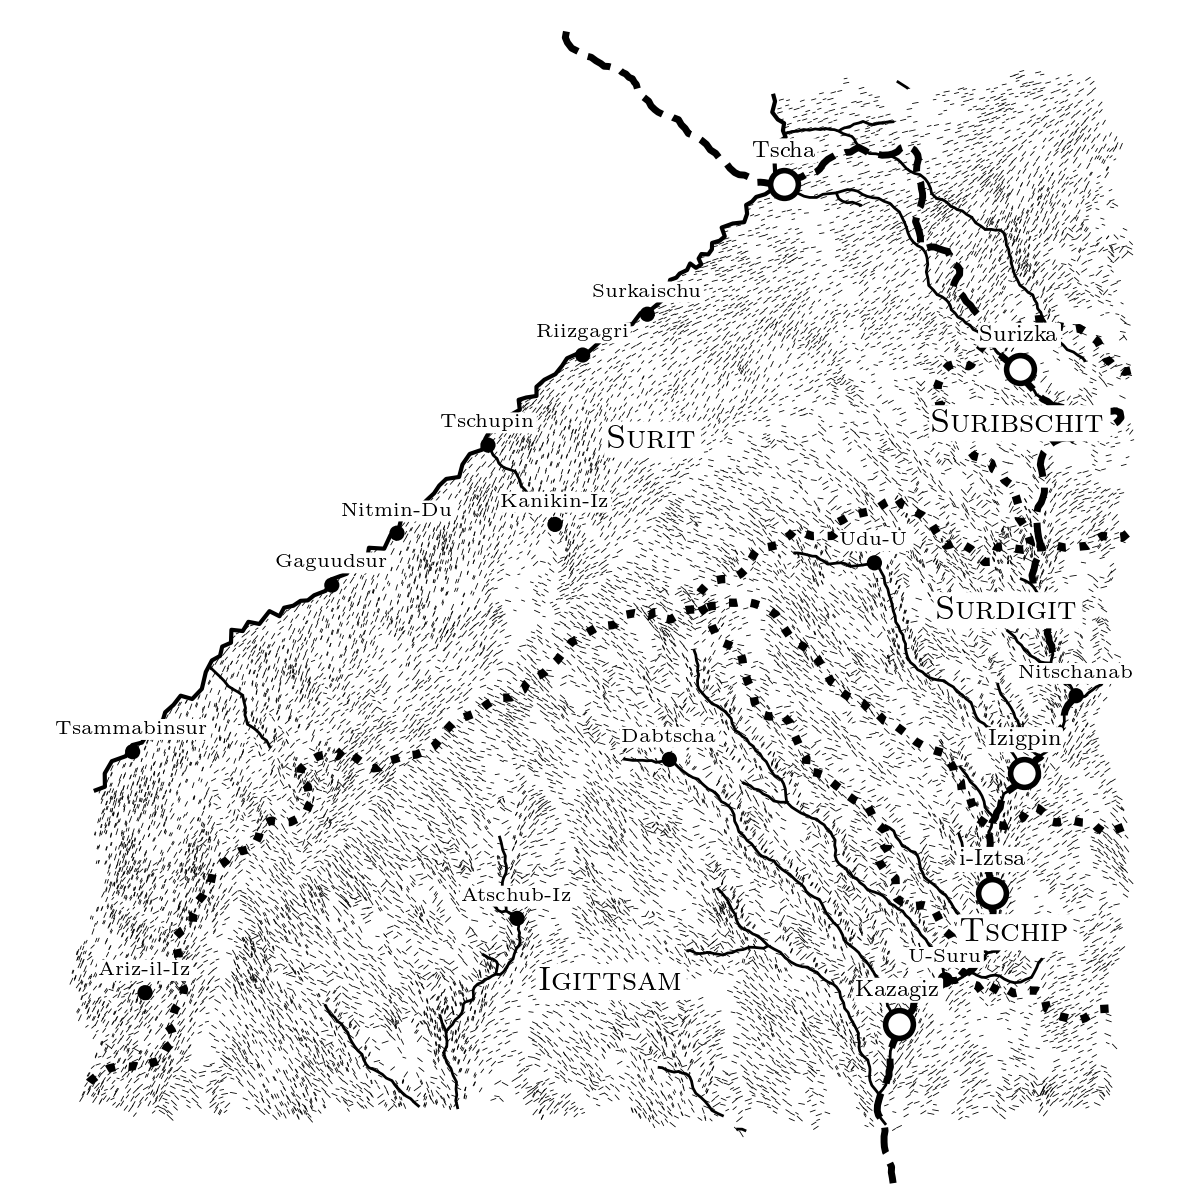 Tscha
Surkaischu
Riizgagri
Surizka
Tschupin
Suribschit
Surit
Kanikin-Iz
Nitmin-Du
Udu-U
Gaguudsur
Surdigit
Nitschanab
Tsammabinsur
Dabtscha
Izigpin
i-Iztsa
Atschub-Iz
Tschip
U-Suru
Ariz-il-Iz
Igittsam
Kazagiz